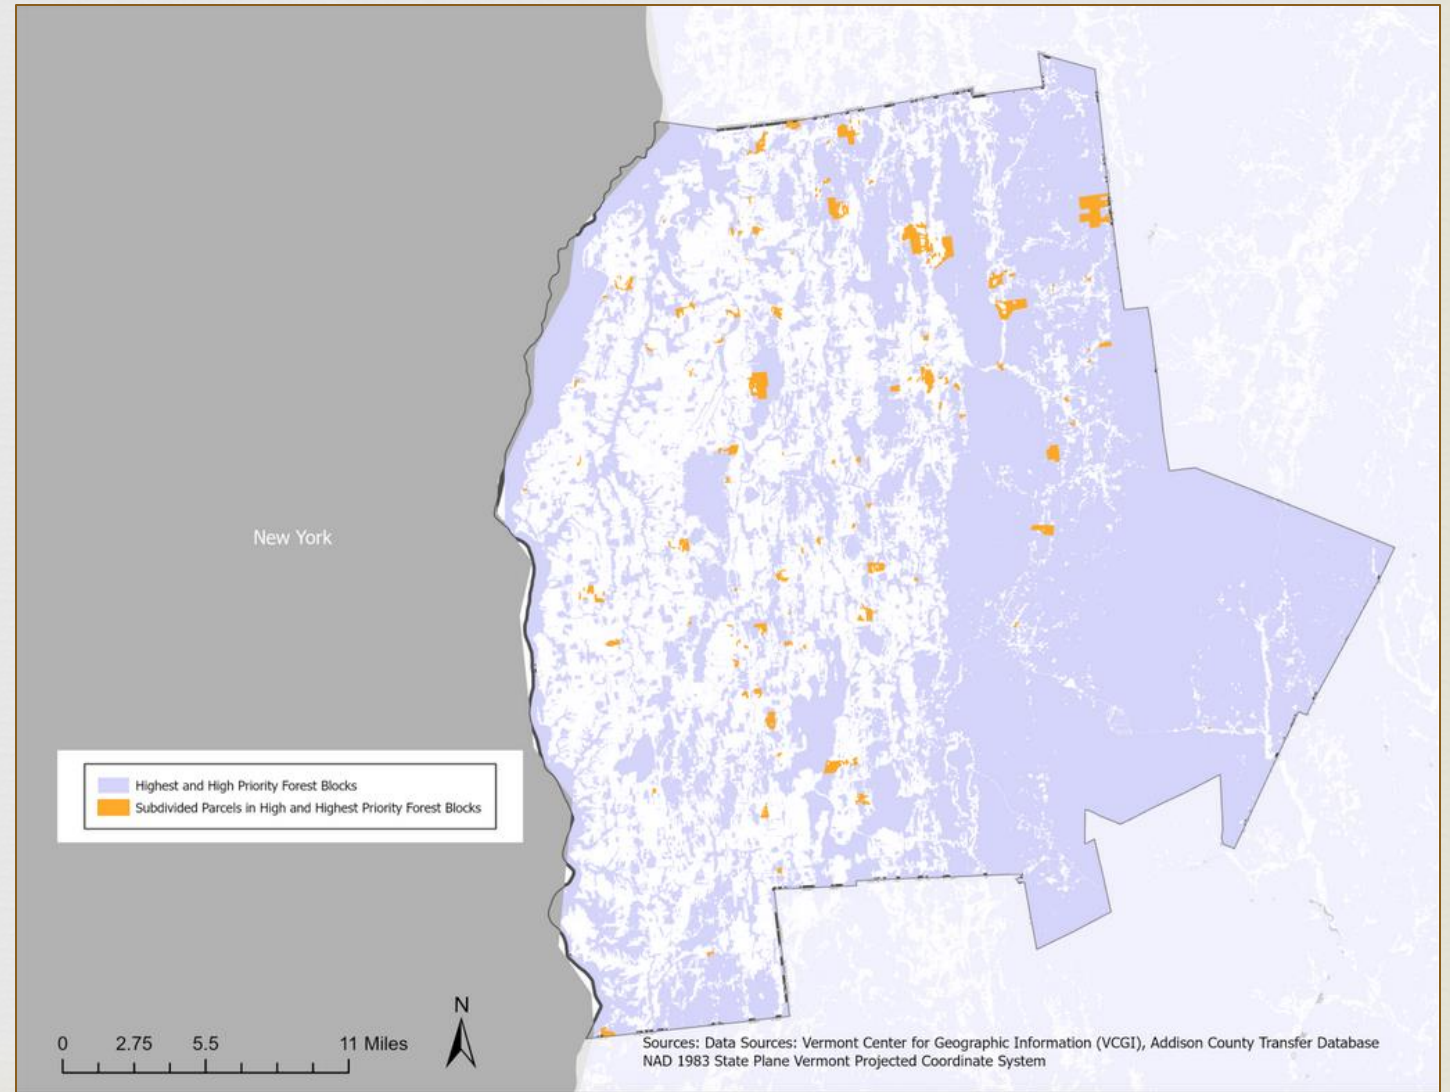 New York
Highest and High Priority Forest Blocks
Subdivided Parcels in High and Highest Priority Forest Blocks
N
0 2.75 5.5 11 Miles
Sources: Data Sources: Vermont Center for Geographic Information (VCGI), Addison County Transfer Database
NAD 1983 State Plane Vermont Projected Coordinate System